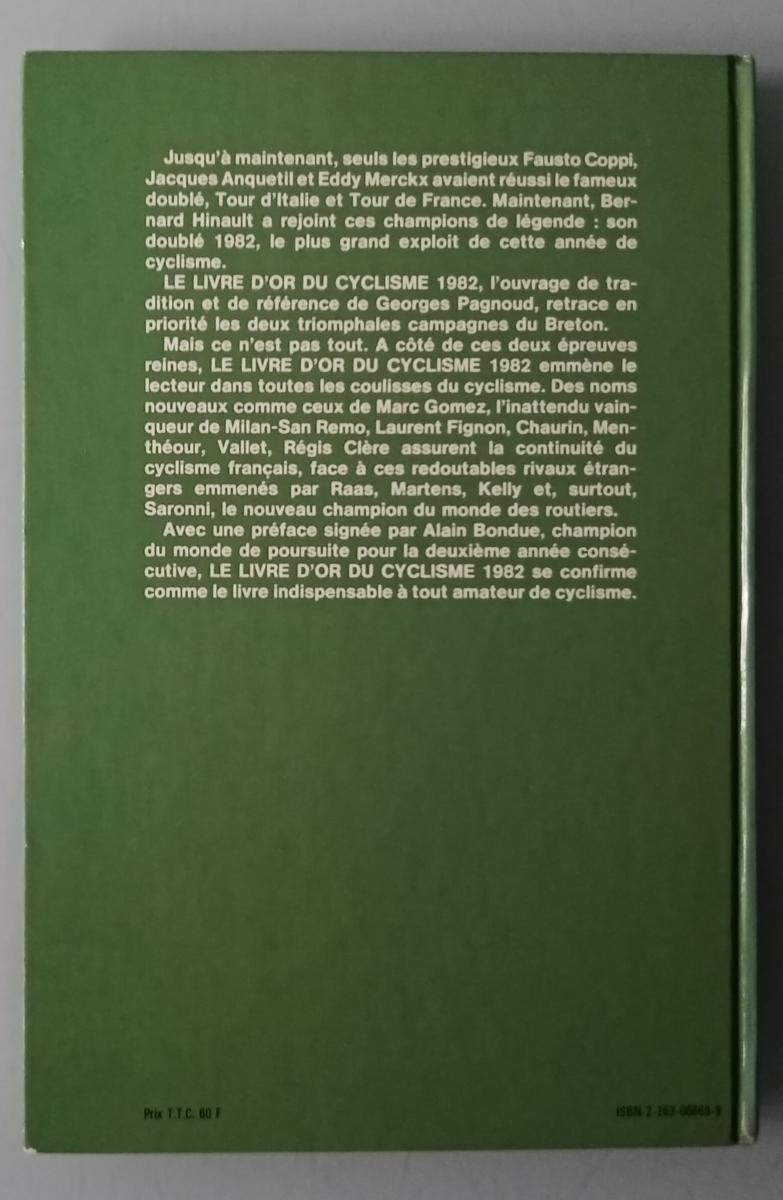 Jusqu'à maintenant, seuls les prestigieux Fausto Coppi,
Jacques Anquetil et Eddy Merckx avaient réussi le fameux
doublé, Tour d'Italie et Tour de France. Maintenant, Ber-
nard Hinault a rejoint ces champions de légende : son
doublé 1982, le plus grand exploit de cette année de
cyclisme.
LE LIVRE D'OR DU CYCLISME 1982, l'ouvrage de tra-
dition et de référence de Georges Pagnoud, retrace en
priorité les deux triomphales campagnes du Breton.
Mais ce n'est pas tout. A côté de ces deux épreuves
reines, LE LIVRE D'OR DU CYCLISME 1982 emmène le
lecteur dans toutes les coulisses du cyclisme. Des noms
nouveaux comme ceux de Marc Gomez, l'inattendu vain-
queur de Milan-San Remo, Laurent Fignon, Chaurin, Men-
théour, Vallet, Régis Clère assurent la continuité du
cyclisme français, face à ces redoutables rivaux étran-
gers emmenés par Raas, Martens, Kelly et, surtout,
Saronni, le nouveau champion du monde des routiers.
Avec une préface signée par Alain Bondue, champion
du monde de poursuite pour la deuxième année consé-
cutive, LE LIVRE D'OR DU CYCLISME 1982 se confirme
comme le livre indispensable à tout amateur de cyclisme.
Prix T.T.C. 60 F
ISBN